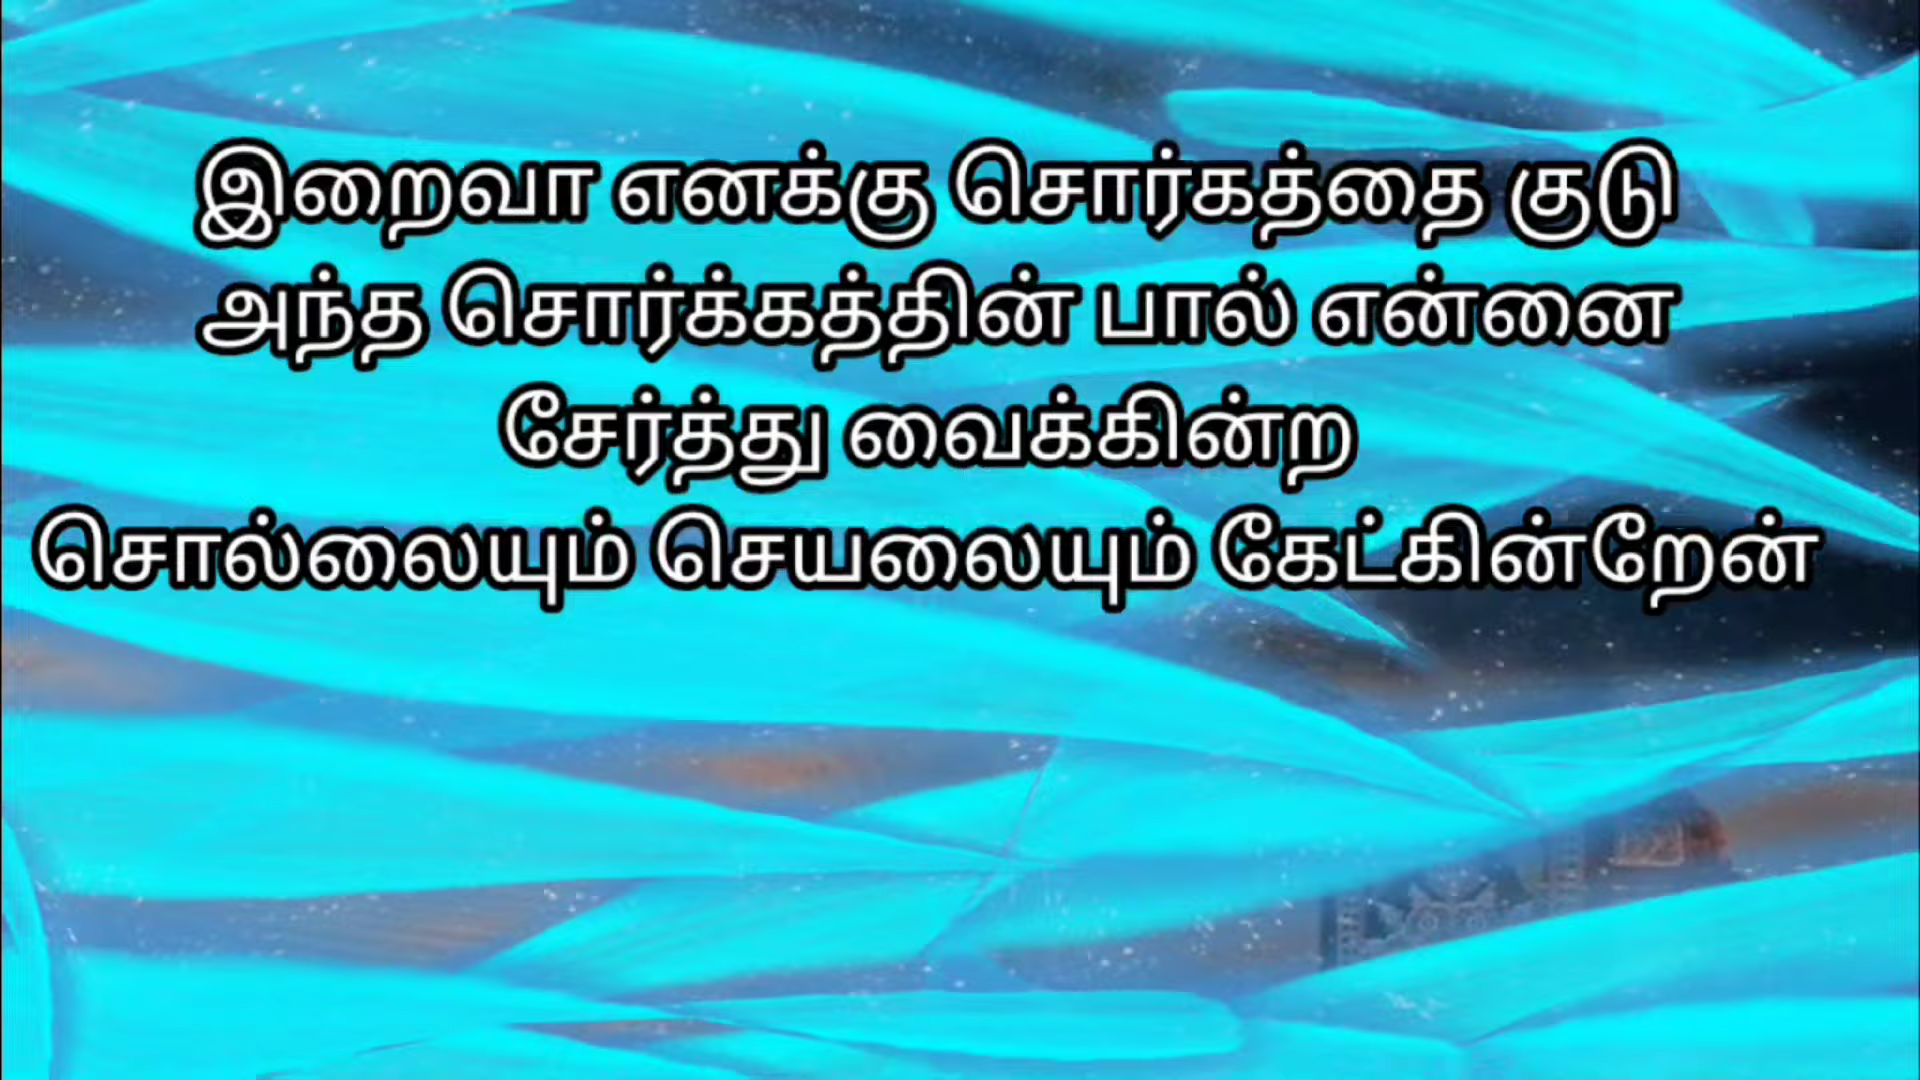 இறைவா எனக்கு சொர்கத்தை குடு
அந்த சொர்க்கத்தின் பால் என்னை
சேர்த்து வைக்கின்ற
சொல்லையும் செயலையும் கேட்கின்றேன்